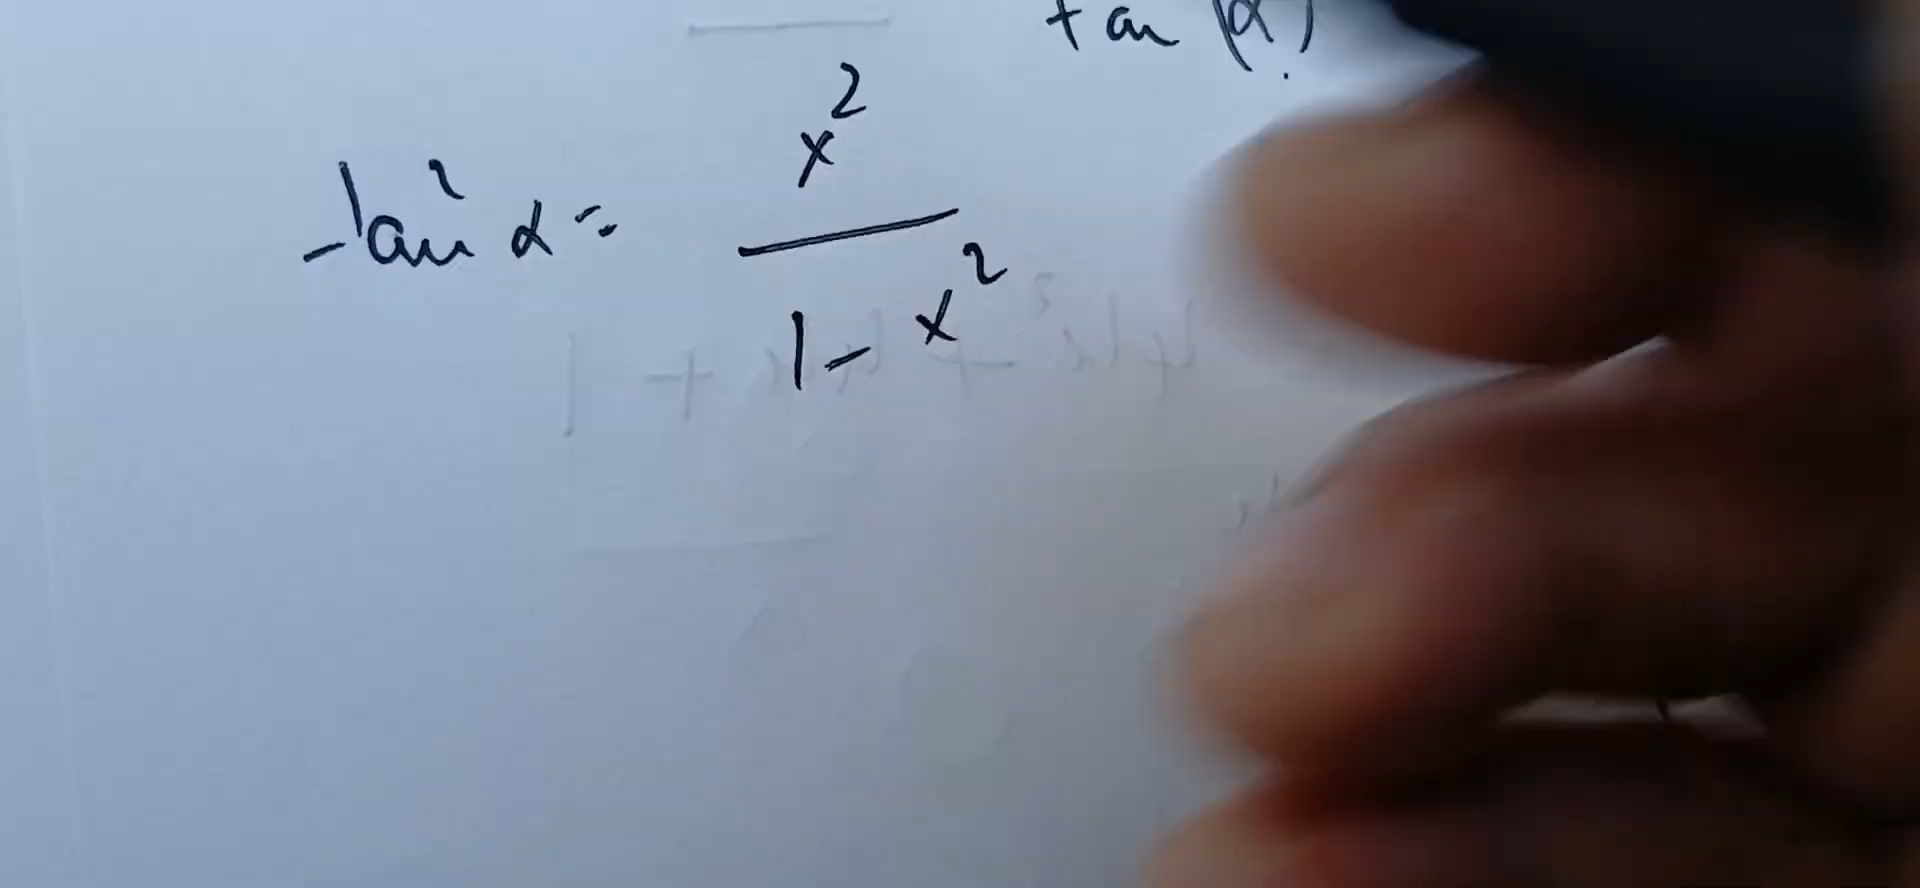 tan (α)
tan² α = x² / 1 - x²